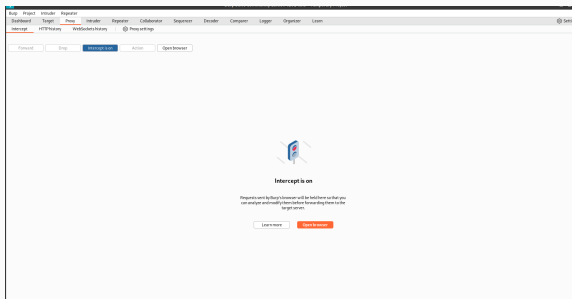 Burp Project Intruder Repeater
Dashboard Target Proxy Intruder Repeater Collaborator Sequencer Decoder Comparer Logger Organizer Learn
Intercept HTTP history WebSockets history Proxy settings
Forward Drop Intercept is on Action Open browser
Intercept is on
Requests sent by Burp's browser will be held here so that you
can analyze and modify them before forwarding them to the
target server.
Learn more Open browser